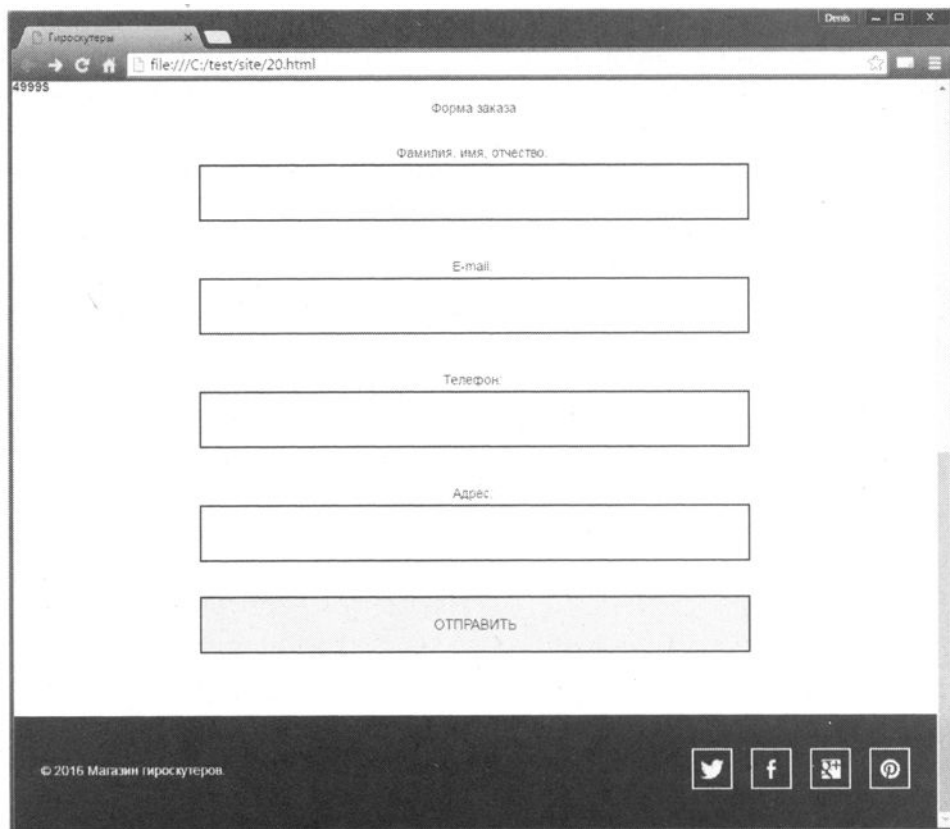 Denis
Гироскутеры
file:///C:/test/site/20.html
4999$
Форма заказа
Фамилия, имя, отчество:
E-mail:
Телефон:
Адрес:
ОТПРАВИТЬ
© 2016 Магазин гироскутеров.